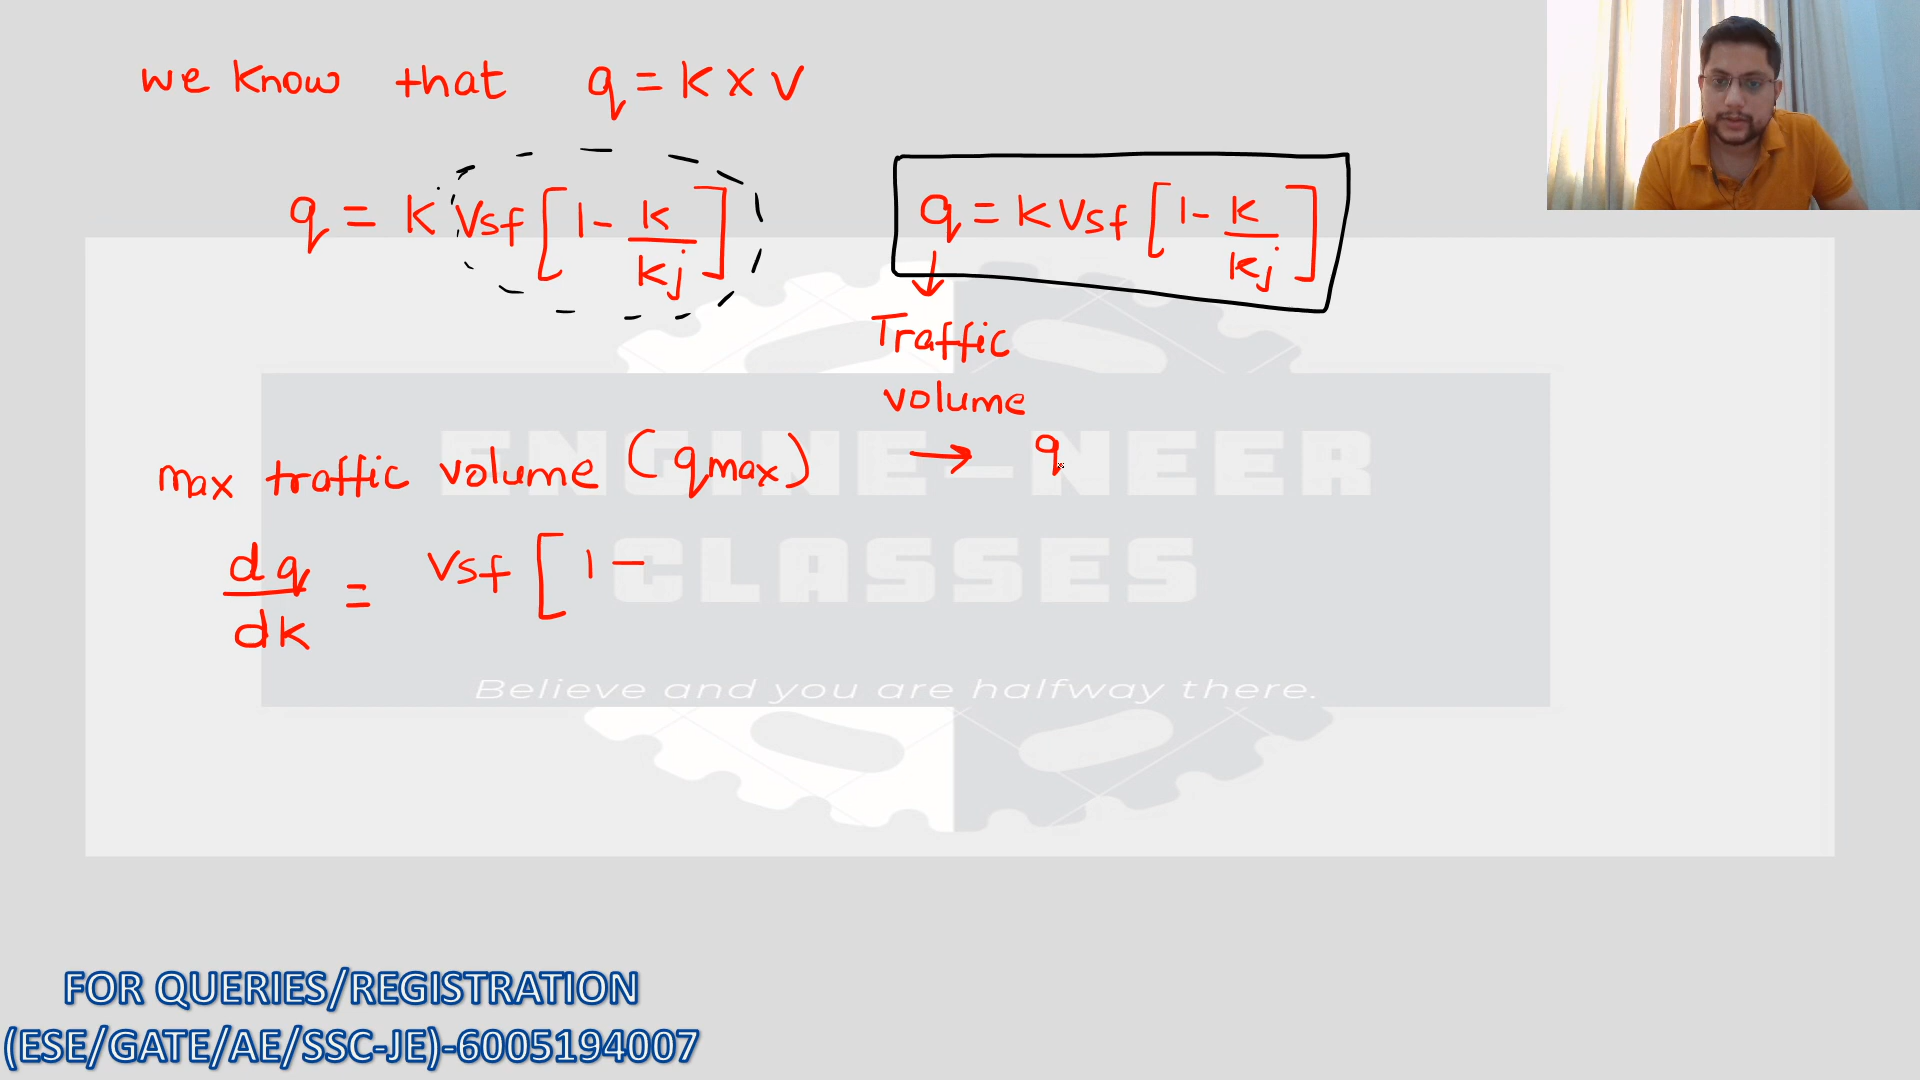 we know that q = k x v
q = k Vsf [1 - k/kj]
q = k Vsf [1 - k/kj]
Traffic
volume
max traffic volume (qmax) → q
dq/dk = Vsf [1 -
ENGINE-NEER
CLASSES
Believe and you are halfway there.
FOR QUERIES/REGISTRATION
(ESE/GATE/AE/SSC-JE)-6005194007